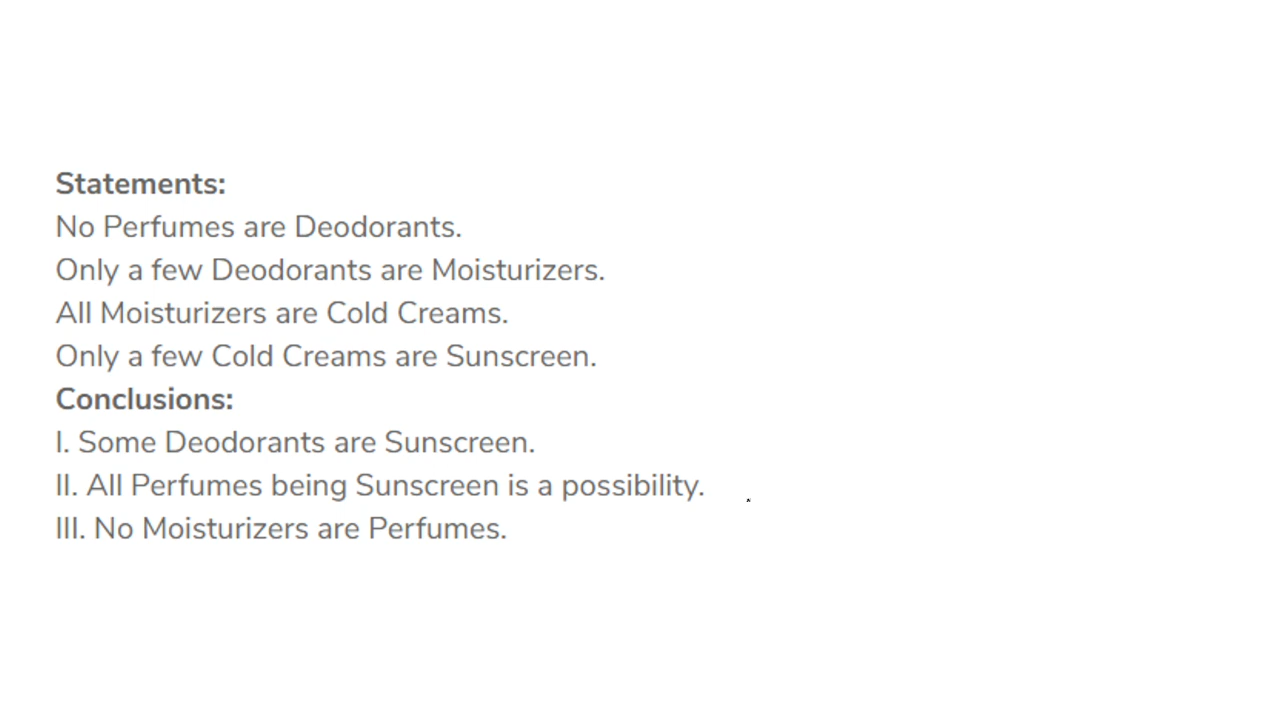 Statements:
No Perfumes are Deodorants.
Only a few Deodorants are Moisturizers.
All Moisturizers are Cold Creams.
Only a few Cold Creams are Sunscreen.
Conclusions:
I. Some Deodorants are Sunscreen.
II. All Perfumes being Sunscreen is a possibility.
III. No Moisturizers are Perfumes.